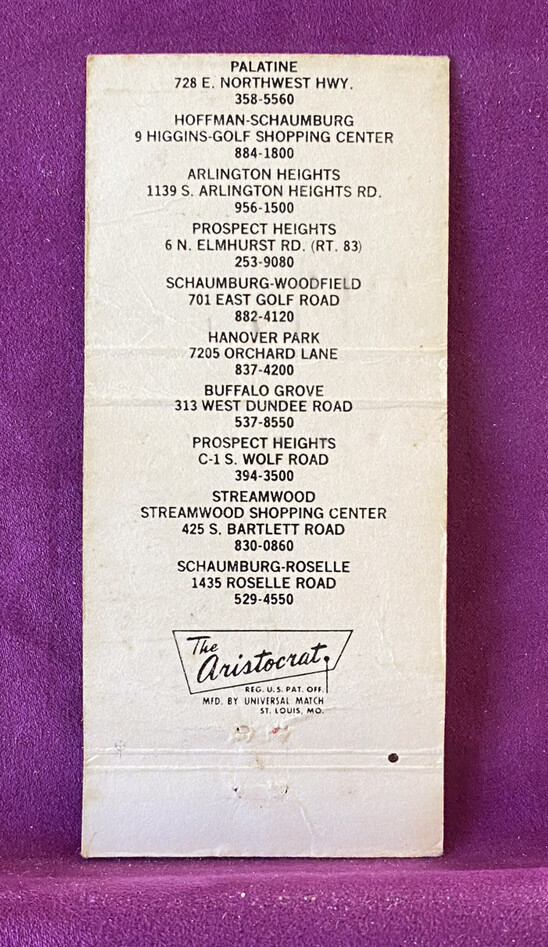 PALATINE
728 E. NORTHWEST HWY.
358-5560
HOFFMAN-SCHAUMBURG
9 HIGGINS-GOLF SHOPPING CENTER
884-1800
ARLINGTON HEIGHTS
1139 S. ARLINGTON HEIGHTS RD.
956-1500
PROSPECT HEIGHTS
6 N. ELMHURST RD. (RT. 83)
253-9080
SCHAUMBURG-WOODFIELD
701 EAST GOLF ROAD
882-4120
HANOVER PARK
7205 ORCHARD LANE
837-4200
BUFFALO GROVE
313 WEST DUNDEE ROAD
537-8550
PROSPECT HEIGHTS
C-1 S. WOLF ROAD
394-3500
STREAMWOOD
STREAMWOOD SHOPPING CENTER
425 S. BARTLETT ROAD
830-0860
SCHAUMBURG-ROSELLE
1435 ROSELLE ROAD
529-4550
The
Aristocrat
REG. U.S. PAT. OFF.
MFD. BY UNIVERSAL MATCH
ST. LOUIS, MO.